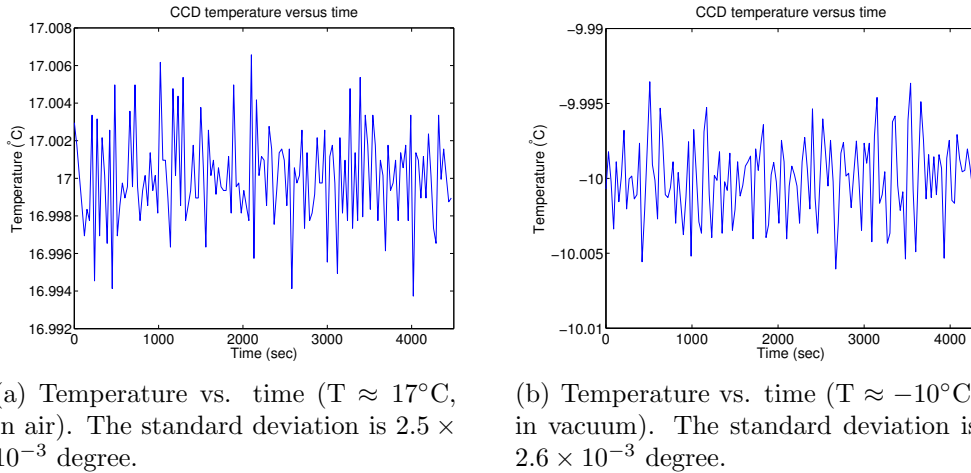 CCD temperature versus time
17.008
17.006
17.004
17.002
17
16.998
16.996
16.994
16.992
Temperature (°C)
0 1000 2000 3000 4000
Time (sec)
CCD temperature versus time
−9.99
−9.995
−10
−10.005
−10.01
Temperature (°C)
0 1000 2000 3000 4000
Time (sec)
a) Temperature vs. time (T ≈ 17°C,
n air). The standard deviation is 2.5 ×
10⁻³ degree.
(b) Temperature vs. time (T ≈ −10°C
in vacuum). The standard deviation is
2.6 × 10⁻³ degree.